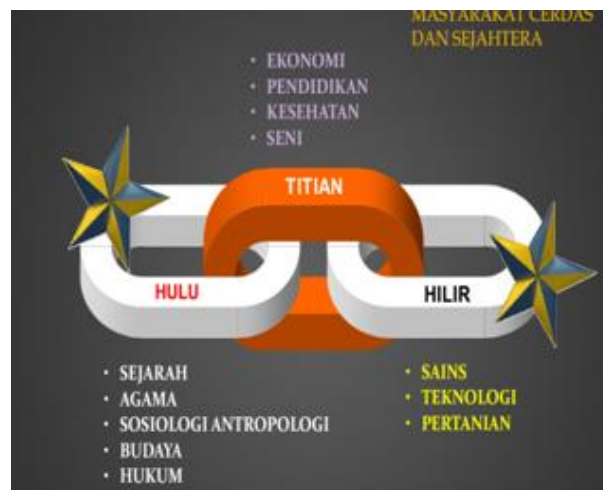 MASYARAKAT CERDAS
DAN SEJAHTERA
• EKONOMI
• PENDIDIKAN
• KESEHATAN
• SENI
TITIAN
HULU
HILIR
• SEJARAH
• AGAMA
• SOSIOLOGI ANTROPOLOGI
• BUDAYA
• HUKUM
• SAINS
• TEKNOLOGI
• PERTANIAN